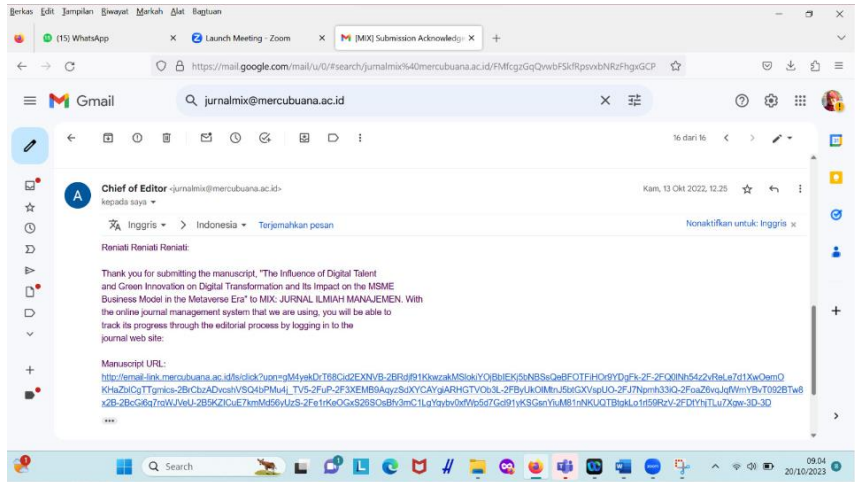 Berkas Edit Tampilan Riwayat Markah Alat Bantuan
(15) WhatsApp
Launch Meeting - Zoom
[MIX] Submission Acknowledge
https://mail.google.com/mail/u/0/#search/jurnalmix%40mercubuana.ac.id/
Gmail
jurnalmix@mercubuana.ac.id
16 dari 16
Chief of Editor <jurnalmix@mercubuana.ac.id>
Kam, 13 Okt 2022, 12.25
kepada saya
Inggris > Indonesia Terjemahkan pesan
Nonaktifkan untuk: Inggris x
Reniati Reniati Reniati:
Thank you for submitting the manuscript, "The Influence of Digital Talent
and Green Innovation on Digital Transformation and Its Impact on the MSME
Business Model in the Metaverse Era" to MIX: JURNAL ILMIAH MANAJEMEN. With
the online journal management system that we are using, you will be able to
track its progress through the editorial process by logging in to the
journal web site:
Manuscript URL:
Search
09.04
20/10/2023